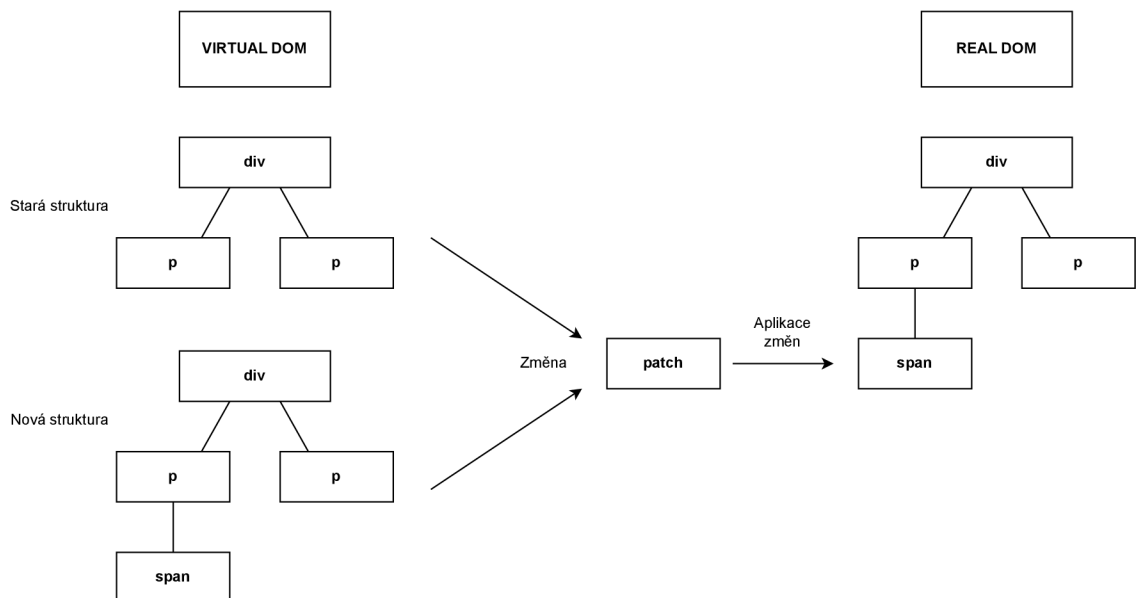 VIRTUAL DOM
REAL DOM
div
Stará struktura
p
p
div
p
p
Změna
patch
Aplikace
změn
span
div
Nová struktura
p
p
span